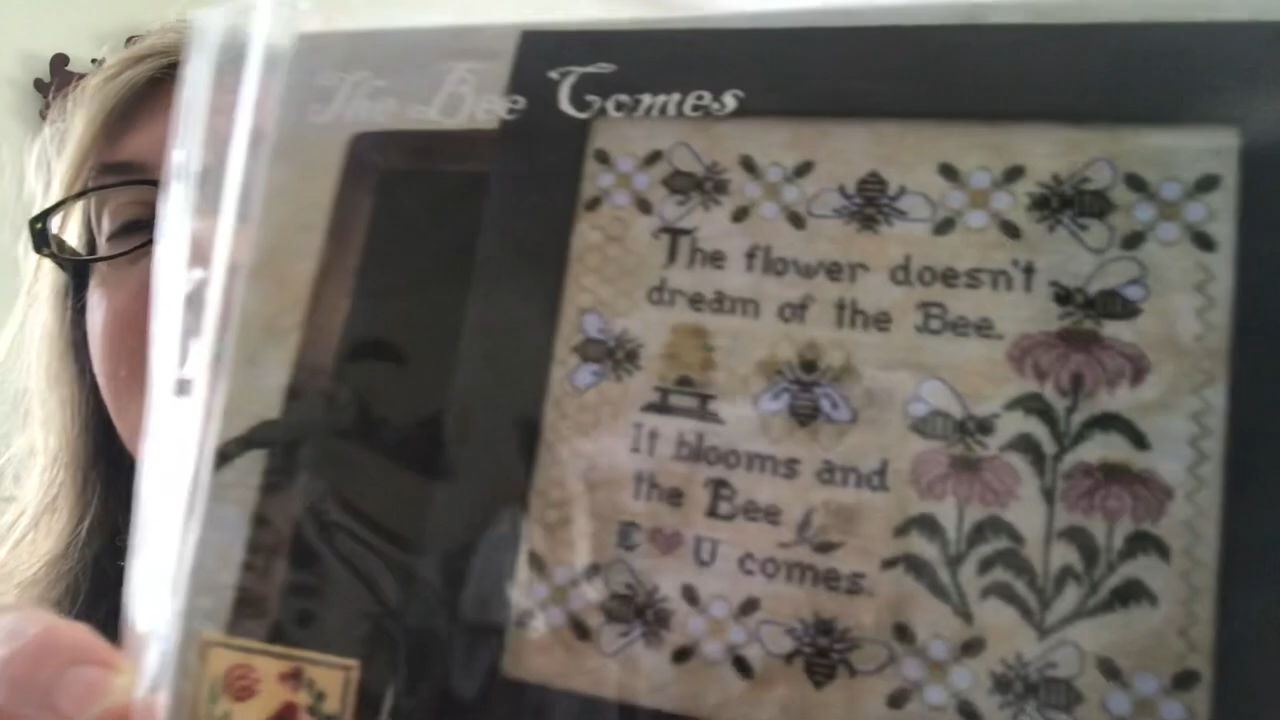 The Bee Comes
The flower doesn't
dream of the Bee.
It blooms and
the Bee
E ♥ U comes.